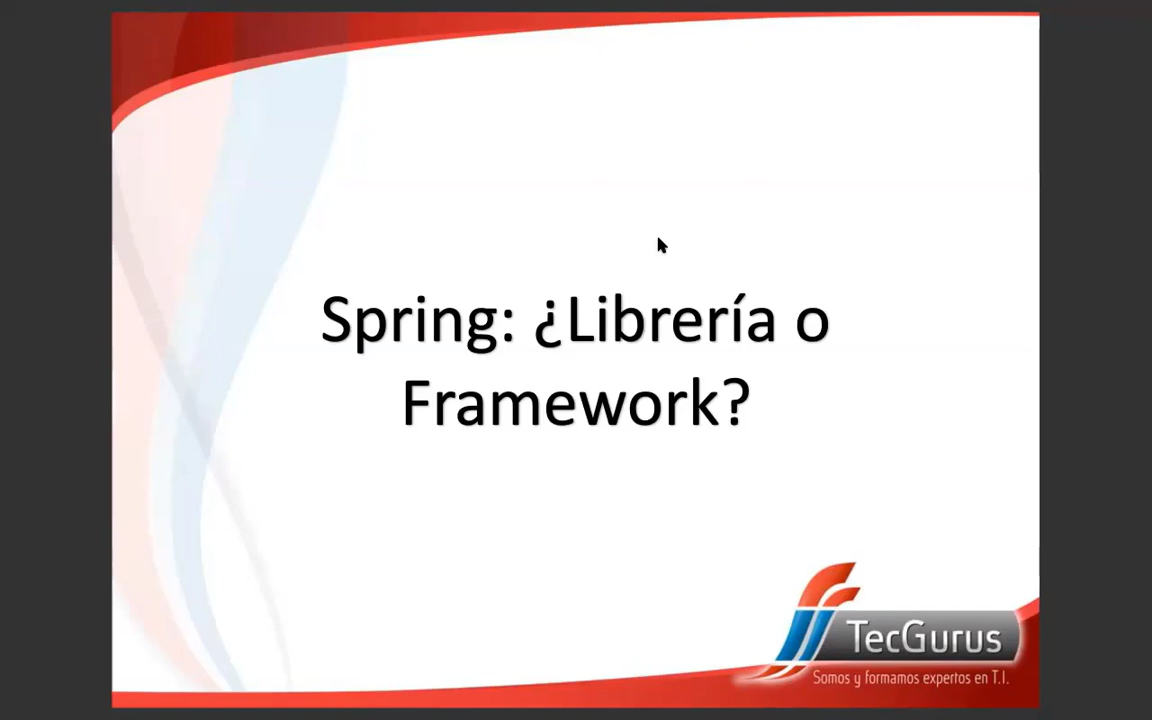 Spring: ¿Librería o
Framework?
TecGurus
Somos y formamos expertos en T.I.